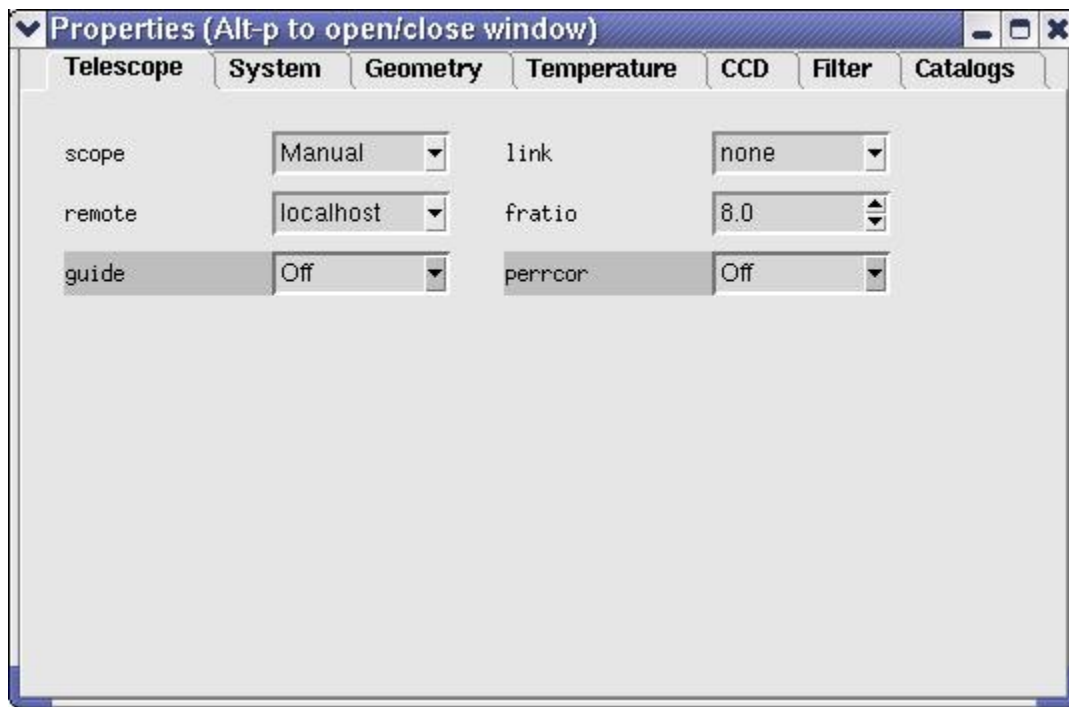 Properties (Alt-p to open/close window)
Telescope System Geometry Temperature CCD Filter Catalogs
scope Manual link none
remote localhost fratio 8.0
guide Off perrcor Off